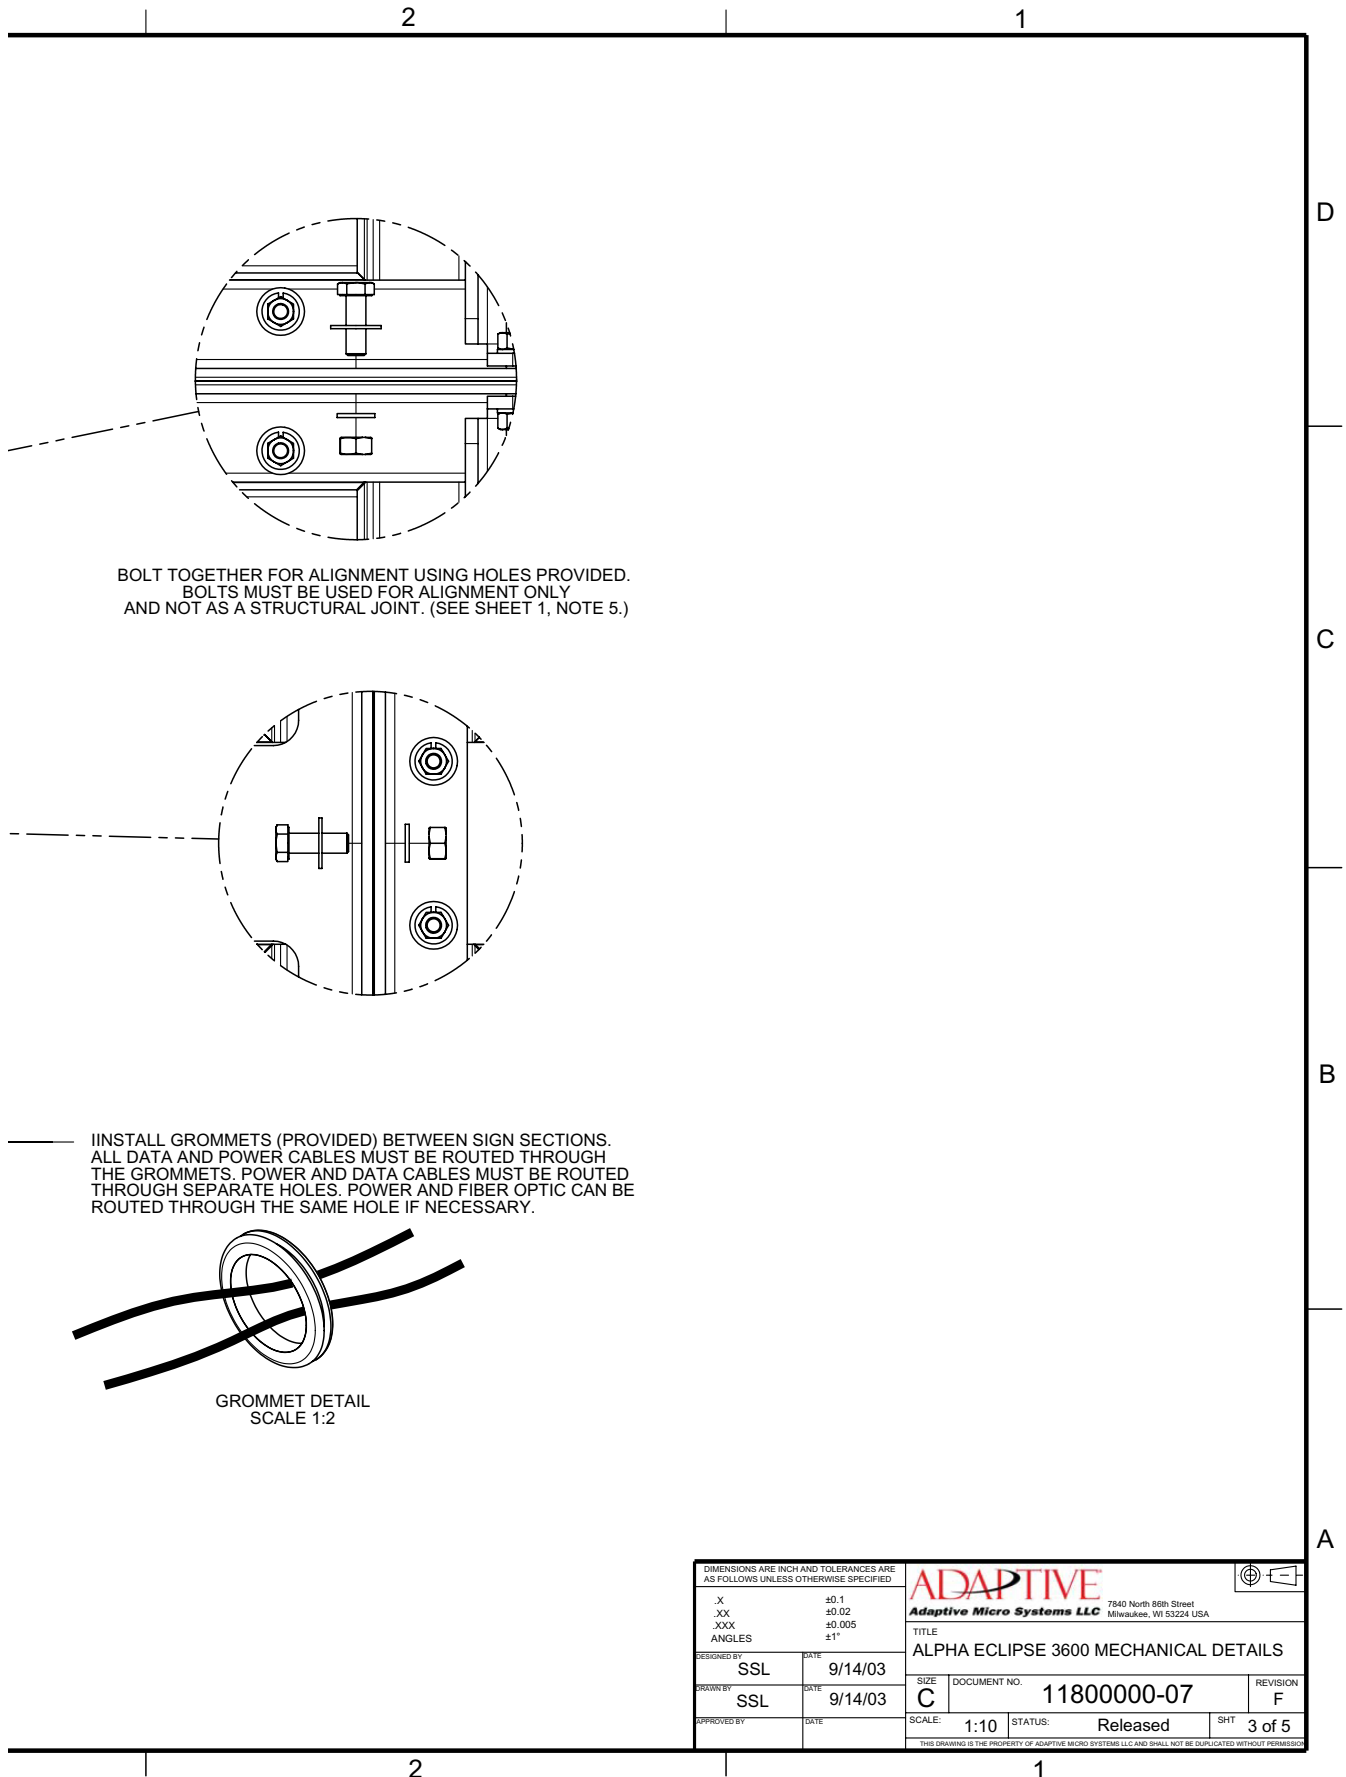 2
1
D
BOLT TOGETHER FOR ALIGNMENT USING HOLES PROVIDED.
BOLTS MUST BE USED FOR ALIGNMENT ONLY
AND NOT AS A STRUCTURAL JOINT. (SEE SHEET 1, NOTE 5.)
C
B
IINSTALL GROMMETS (PROVIDED) BETWEEN SIGN SECTIONS.
ALL DATA AND POWER CABLES MUST BE ROUTED THROUGH
THE GROMMETS. POWER AND DATA CABLES MUST BE ROUTED
THROUGH SEPARATE HOLES. POWER AND FIBER OPTIC CAN BE
ROUTED THROUGH THE SAME HOLE IF NECESSARY.
GROMMET DETAIL
SCALE 1:2
A
DIMENSIONS ARE INCH AND TOLERANCES ARE
AS FOLLOWS UNLESS OTHERWISE SPECIFIED
.X ±0.1
.XX ±0.02
.XXX ±0.005
ANGLES ±1°
DESIGNED BY SSL DATE 9/14/03
DRAWN BY SSL DATE 9/14/03
APPROVED BY DATE
ADAPTIVE
Adaptive Micro Systems LLC
7840 North 86th Street
Milwaukee, WI 53224 USA
TITLE
ALPHA ECLIPSE 3600 MECHANICAL DETAILS
SIZE C DOCUMENT NO. 11800000-07 REVISION F
SCALE: 1:10 STATUS: Released SHT 3 of 5
THIS DRAWING IS THE PROPERTY OF ADAPTIVE MICRO SYSTEMS LLC AND SHALL NOT BE DUPLICATED WITHOUT PERMISSION
2
1